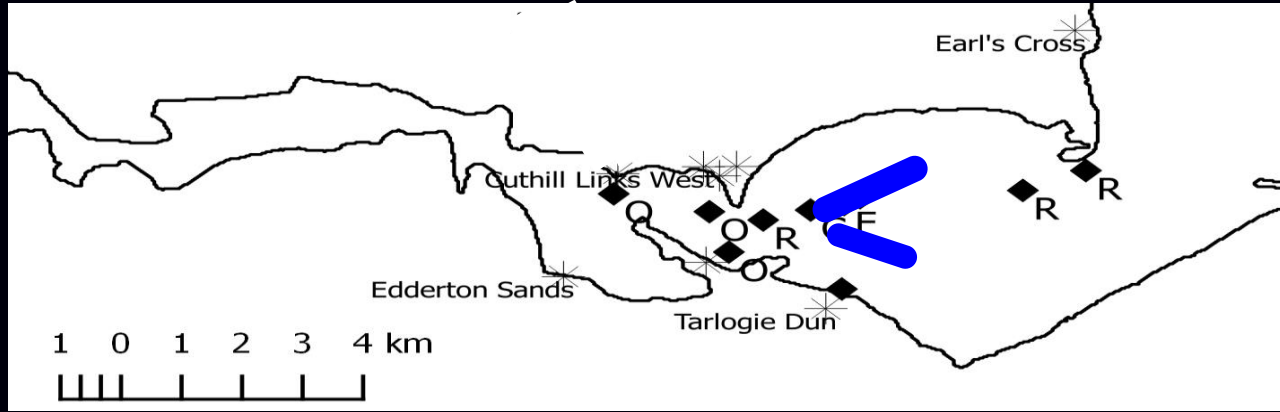 Earl's Cross
Cuthill Links West
R
O
R
O
R
O
Edderton Sands
Tarlogie Dun
1 0 1 2 3 4 km